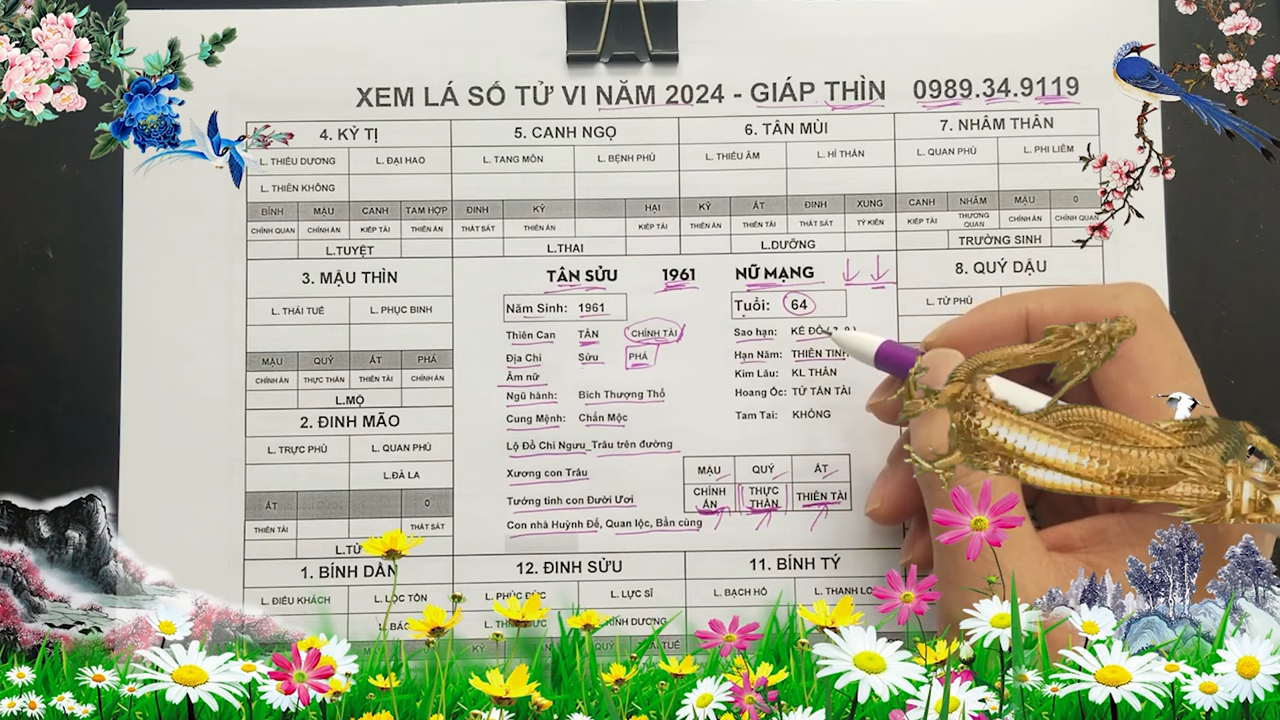 XEM LÁ SỐ TỬ VI NĂM 2024 - GIÁP THÌN 0989.34.9119
4. KỶ TỊ 5. CANH NGỌ 6. TÂN MÙI 7. NHÂM THÂN
L. THIẾU DƯƠNG L. ĐẠI HAO L. TANG MÔN L. BỆNH PHÙ L. THIẾU ÂM L. HỈ THẦN L. QUAN PHÙ L. PHI LIÊM
L. THIÊN KHÔNG
BÍNH MẬU CANH TAM HỢP ĐINH KỶ HẠI KỶ ẤT ĐINH XUNG CANH NHÂM MẬU 0
CHÍNH QUAN CHÍNH ẤN KIẾP TÀI THIÊN ẤN THẤT SÁT THIÊN ẤN KIẾP TÀI THIÊN ẤN THIÊN TÀI THẤT SÁT TỶ KIÊN KIẾP TÀI THƯƠNG QUAN CHÍNH ẤN CHÍNH QUAN
L.TUYỆT L.THAI L.DƯỠNG TRƯỜNG SINH
3. MẬU THÌN TÂN SỬU 1961 NỮ MẠNG 8. QUÝ DẬU
L. THÁI TUẾ L. PHỤC BINH Năm Sinh: 1961 Tuổi: 64 L. TỬ PHÙ
Thiên Can TÂN CHÍNH TÀI Sao hạn: KẾ ĐÔ
MẬU QUÝ ẤT PHÁ Địa Chi Sửu PHÁ Hạn Năm: THIÊN TINH
CHÍNH ẤN THỰC THẦN THIÊN TÀI CHÍNH ẤN Âm nữ Kim Lâu: KL THÂN
L.MỘ Ngũ hành: Bích Thượng Thổ Hoang Ốc: TỨ TẤN TÀI
2. ĐINH MÃO Cung Mệnh: Chấn Mộc Tam Tai: KHÔNG
L. TRỰC PHÙ L. QUAN PHỦ Lộ Đồ Chi Ngưu_Trâu trên đường
L.ĐÀ LA Xương con Trâu MẬU QUÝ ẤT
ẤT 0 Tướng tinh con Đười Ươi CHÍNH ẤN THỰC THẦN THIÊN TÀI
THIÊN TÀI THẤT SÁT Con nhà Huỳnh Đế, Quan lộc, Bần cùng
L.TỬ
1. BÍNH DẦN 12. ĐINH SỬU 11. BÍNH TÝ
L. ĐIẾU KHÁCH L. LỘC TỒN L. PHÚC ĐỨC L. LỰC SĨ L. BẠCH HỔ